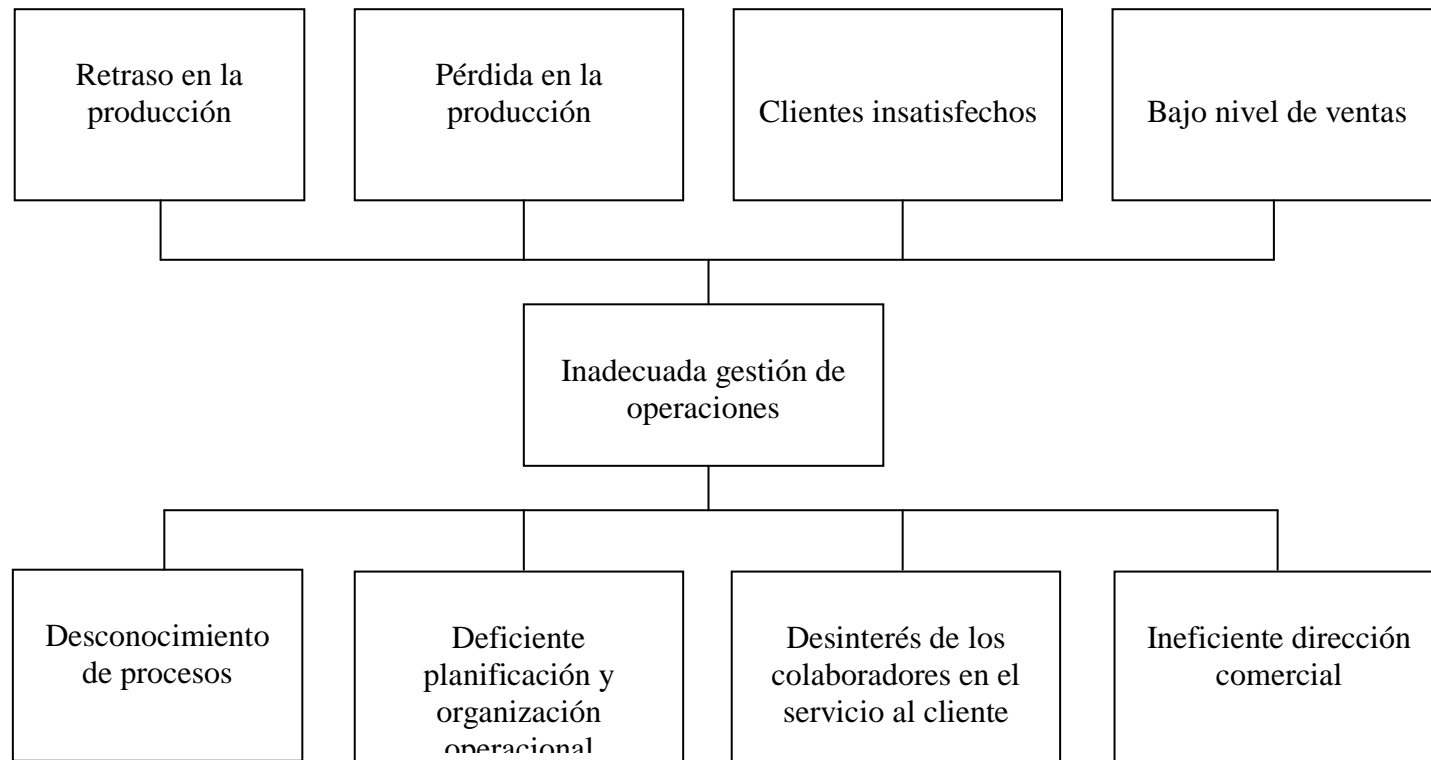 Retraso en la
producción
Pérdida en la
producción
Clientes insatisfechos
Bajo nivel de ventas
Inadecuada gestión de
operaciones
Desconocimiento
de procesos
Deficiente
planificación y
organización
operacional
Desinterés de los
colaboradores en el
servicio al cliente
Ineficiente dirección
comercial